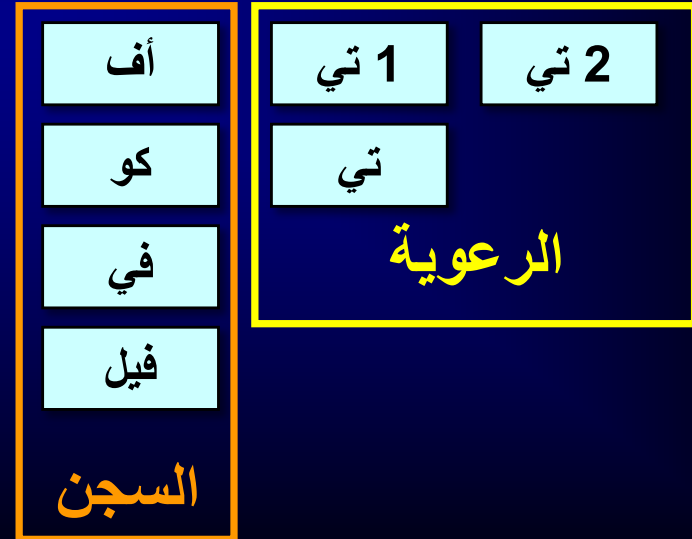 1 تي
2 تي
تي
الرعوية
أف
كو
في
فيل
السجن